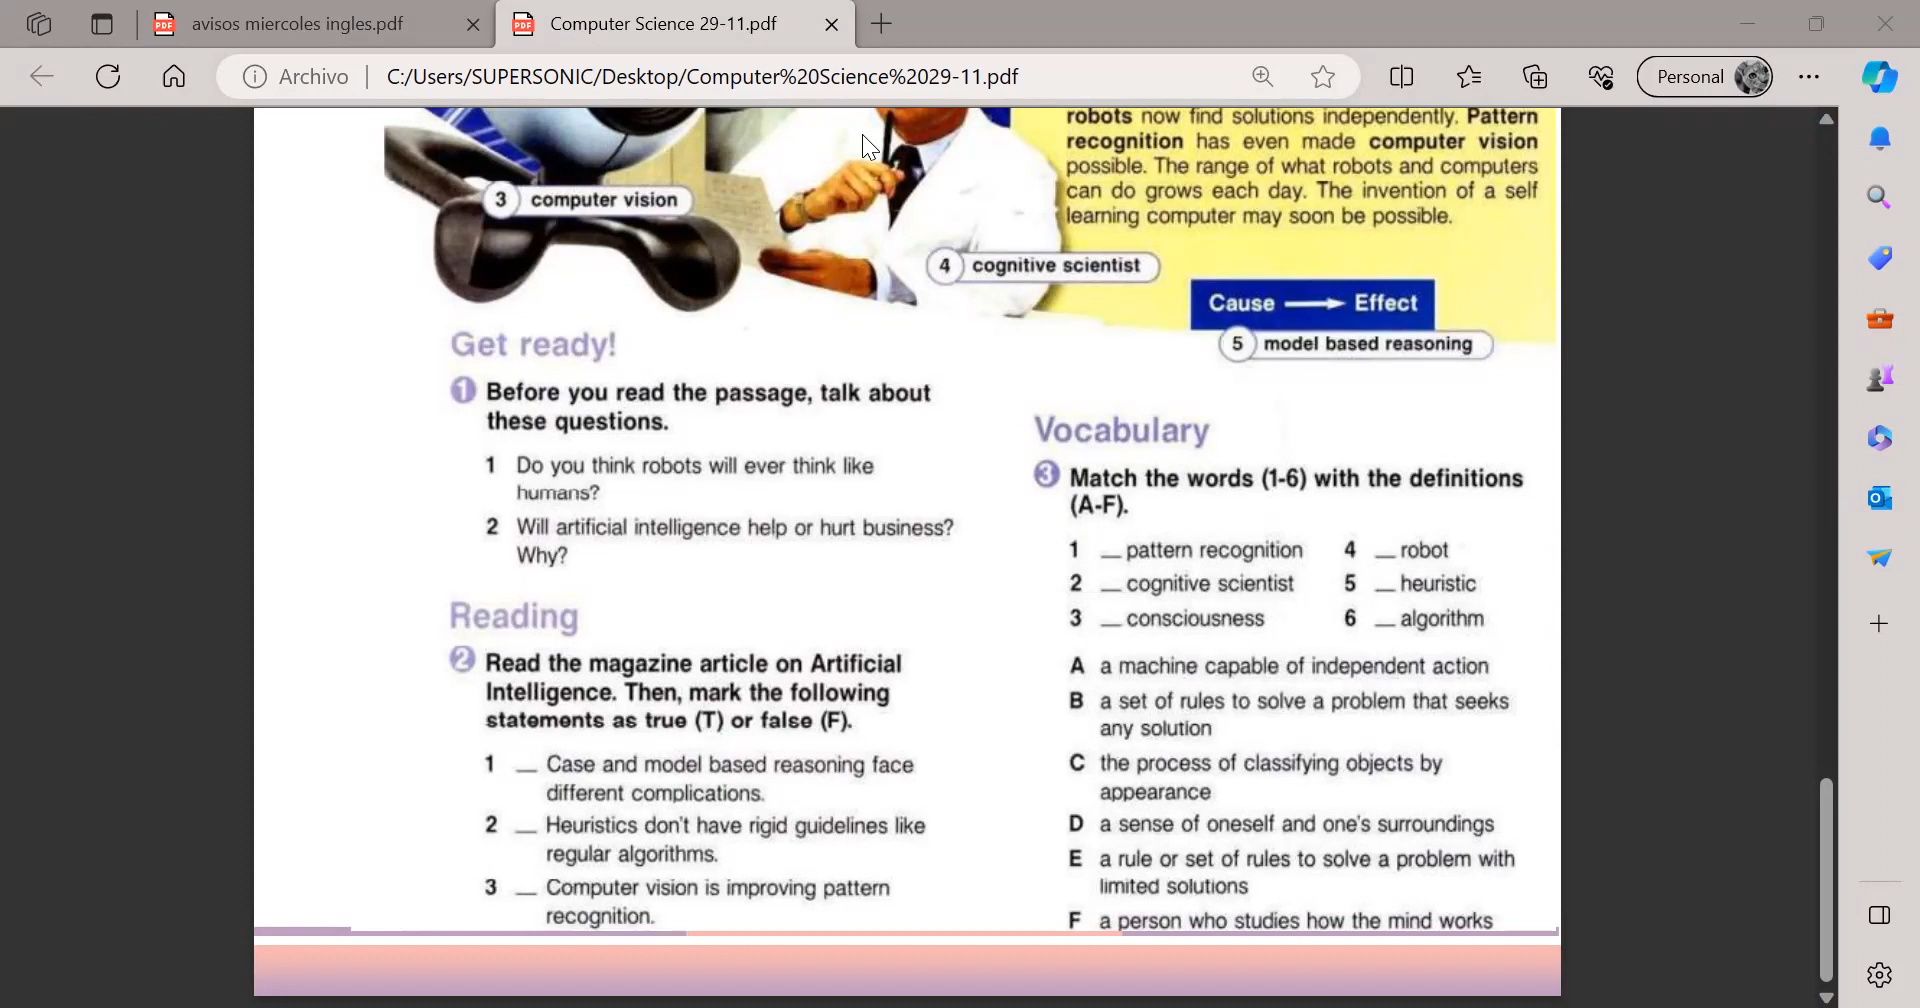 avisos miercoles ingles.pdf
Computer Science 29-11.pdf
Archivo
C:/Users/SUPERSONIC/Desktop/Computer%20Science%2029-11.pdf
Personal
robots now find solutions independently. Pattern
recognition has even made computer vision
possible. The range of what robots and computers
can do grows each day. The invention of a self
learning computer may soon be possible.
3 computer vision
4 cognitive scientist
Cause → Effect
5 model based reasoning
Get ready!
1 Before you read the passage, talk about
these questions.
1 Do you think robots will ever think like
humans?
2 Will artificial intelligence help or hurt business?
Why?
Reading
2 Read the magazine article on Artificial
Intelligence. Then, mark the following
statements as true (T) or false (F).
1 __ Case and model based reasoning face
different complications.
2 __ Heuristics don't have rigid guidelines like
regular algorithms.
3 __ Computer vision is improving pattern
recognition.
Vocabulary
3 Match the words (1-6) with the definitions
(A-F).
1 __ pattern recognition 4 __ robot
2 __ cognitive scientist 5 __ heuristic
3 __ consciousness 6 __ algorithm
A a machine capable of independent action
B a set of rules to solve a problem that seeks
any solution
C the process of classifying objects by
appearance
D a sense of oneself and one's surroundings
E a rule or set of rules to solve a problem with
limited solutions
F a person who studies how the mind works